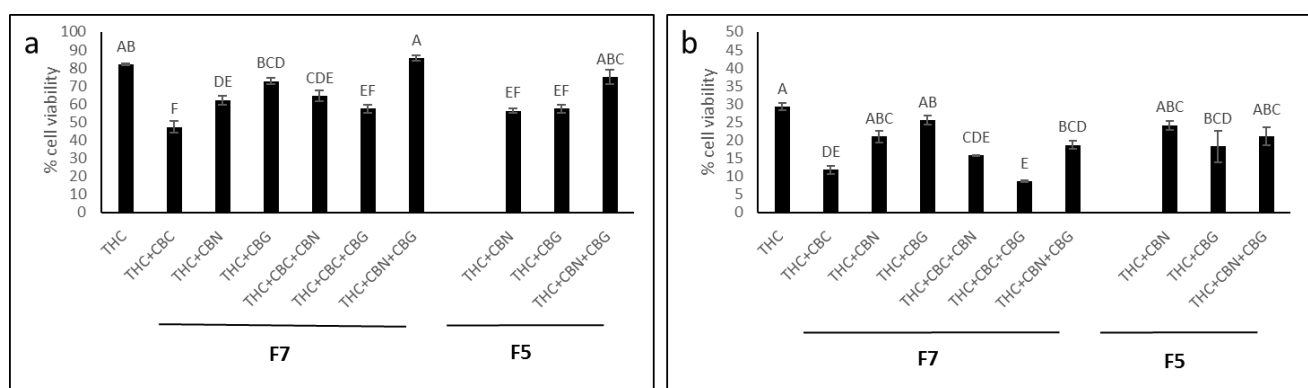 a
% cell viability
100
90
80
70
60
50
40
30
20
10
0
AB
F
DE
BCD
CDE
EF
A
EF
EF
ABC
THC
THC+CBC
THC+CBN
THC+CBG
THC+CBC+CBN
THC+CBC+CBG
THC+CBN+CBG
THC+CBN
THC+CBG
THC+CBN+CBG
F7
F5
b
% cell viability
50
45
40
35
30
25
20
15
10
5
0
A
DE
ABC
AB
CDE
E
BCD
ABC
BCD
ABC
THC
THC+CBC
THC+CBN
THC+CBG
THC+CBC+CBN
THC+CBC+CBG
THC+CBN+CBG
THC+CBN
THC+CBG
THC+CBN+CBG
F7
F5